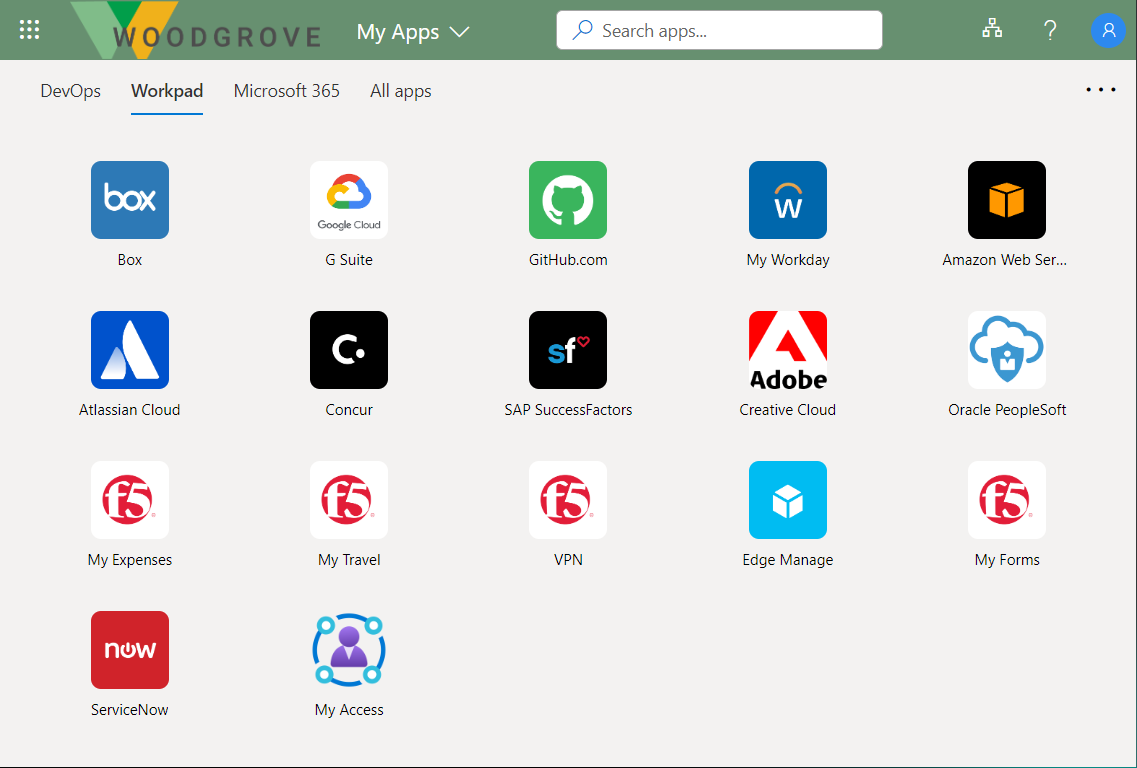 WOODGROVE My Apps Search apps... ?
DevOps Workpad Microsoft 365 All apps
box Google Cloud W
Box G Suite GitHub.com My Workday Amazon Web Ser...
C. sf Adobe
Atlassian Cloud Concur SAP SuccessFactors Creative Cloud Oracle PeopleSoft
f5 f5 f5 f5
My Expenses My Travel VPN Edge Manage My Forms
now
ServiceNow My Access